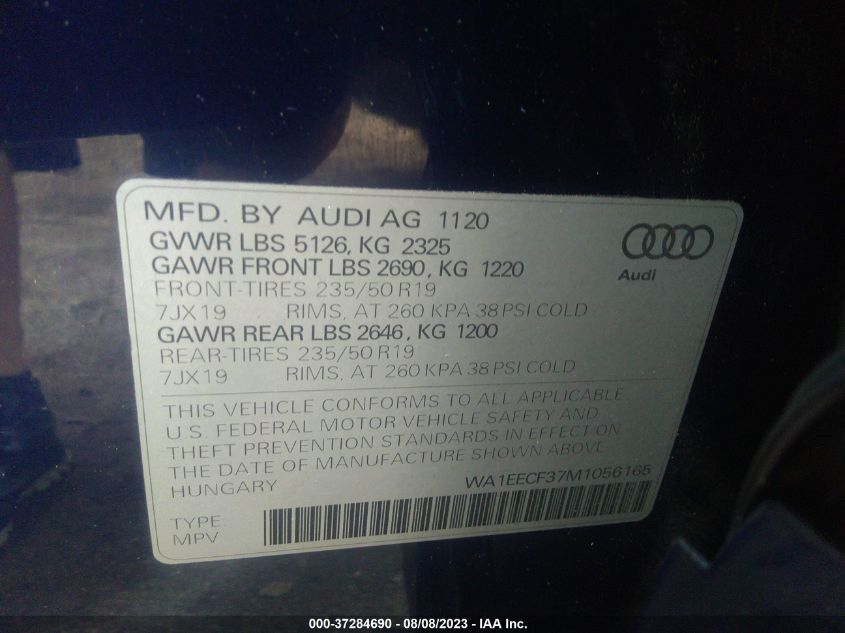 MFD. BY AUDI AG 1120
GVWR LBS 5126, KG 2325
GAWR FRONT LBS 2690, KG 1220
FRONT-TIRES 235/50 R19
7JX19 RIMS, AT 260 KPA 38 PSI COLD
GAWR REAR LBS 2646, KG 1200
REAR-TIRES 235/50 R19
7JX19 RIMS, AT 260 KPA 38 PSI COLD
Audi
THIS VEHICLE CONFORMS TO ALL APPLICABLE
U.S. FEDERAL MOTOR VEHICLE SAFETY AND
THEFT PREVENTION STANDARDS IN EFFECT ON
THE DATE OF MANUFACTURE SHOWN ABOVE
HUNGARY WA1EECF37M1056165
TYPE:
MPV
000-37284690 - 08/08/2023 - IAA Inc.